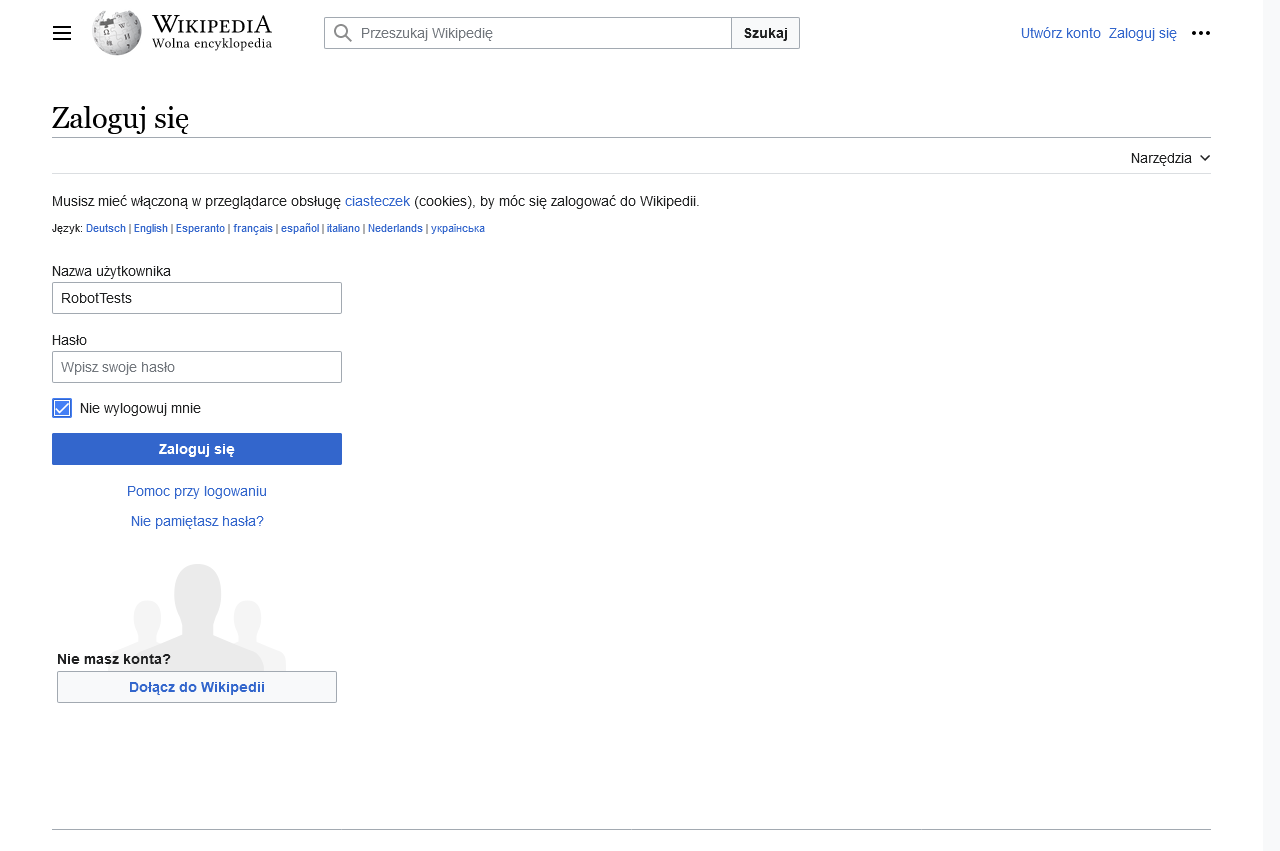 WIKIPEDIA
Wolna encyklopedia
Przeszukaj Wikipedię
Szukaj
Utwórz konto Zaloguj się
Zaloguj się
Narzędzia
Musisz mieć włączoną w przeglądarce obsługę ciasteczek (cookies), by móc się zalogować do Wikipedii.
Język: Deutsch | English | Esperanto | français | español | italiano | Nederlands | українська
Nazwa użytkownika
RobotTests
Hasło
Wpisz swoje hasło
Nie wylogowuj mnie
Zaloguj się
Pomoc przy logowaniu
Nie pamiętasz hasła?
Nie masz konta?
Dołącz do Wikipedii